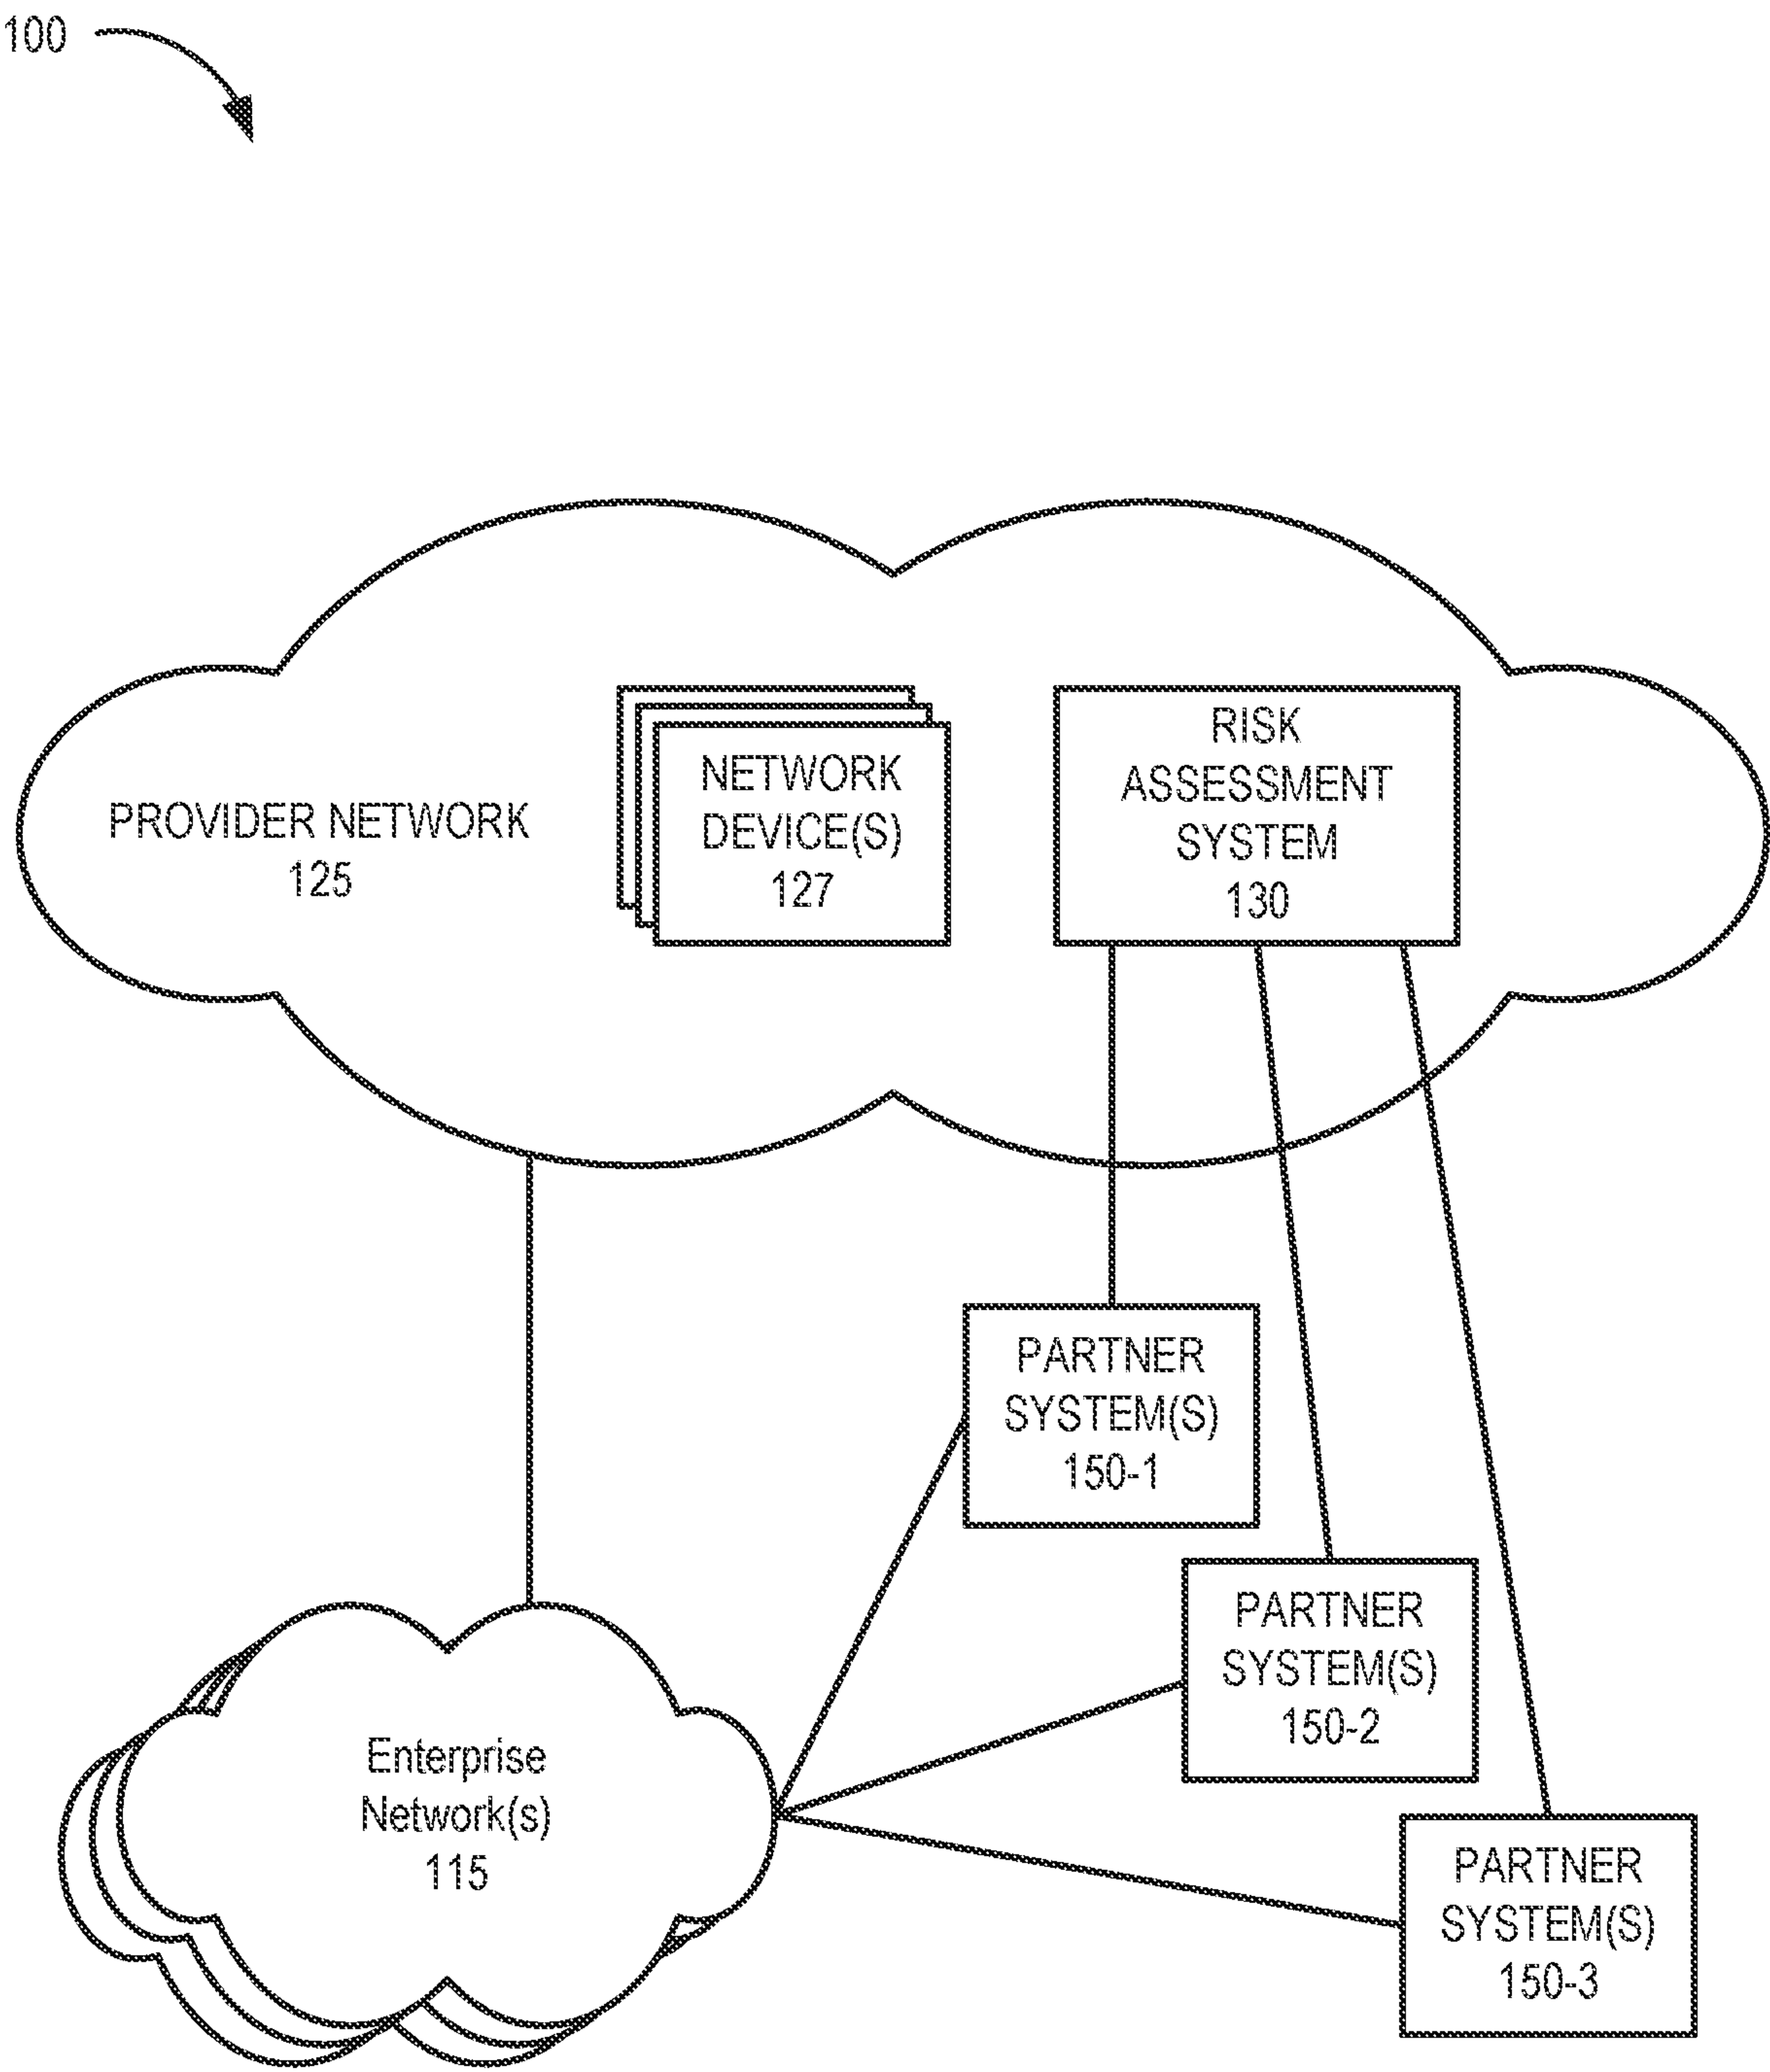 100
PROVIDER NETWORK
125
NETWORK
DEVICE(S)
127
RISK
ASSESSMENT
SYSTEM
130
PARTNER
SYSTEM(S)
150-1
PARTNER
SYSTEM(S)
150-2
Enterprise
Network(s)
115
PARTNER
SYSTEM(S)
150-3